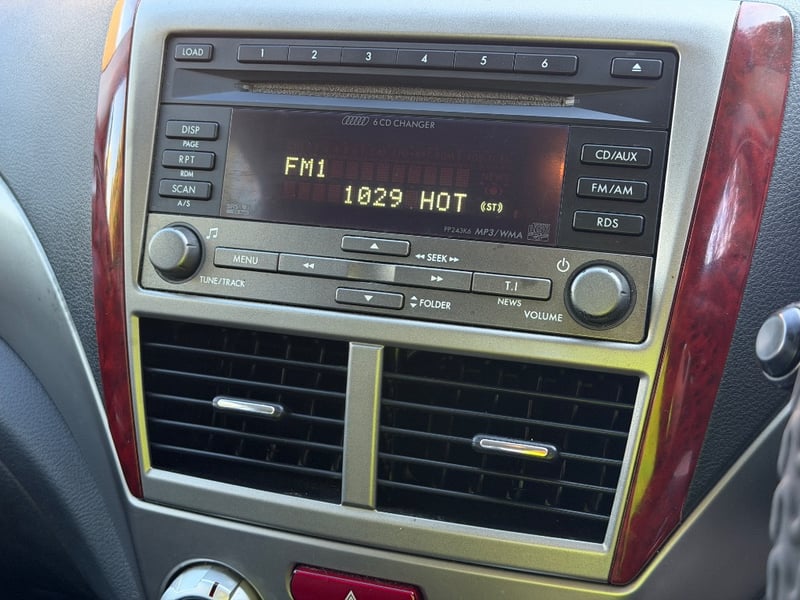 LOAD 1 2 3 4 5 6
6 CD CHANGER
DISP
PAGE
RPT
RDM
SCAN
A/S
FM1
1029 HOT (ST)
PP243K6 MP3/WMA
CD/AUX
FM/AM
RDS
MENU
SEEK
T.I
NEWS
TUNE/TRACK
FOLDER
VOLUME